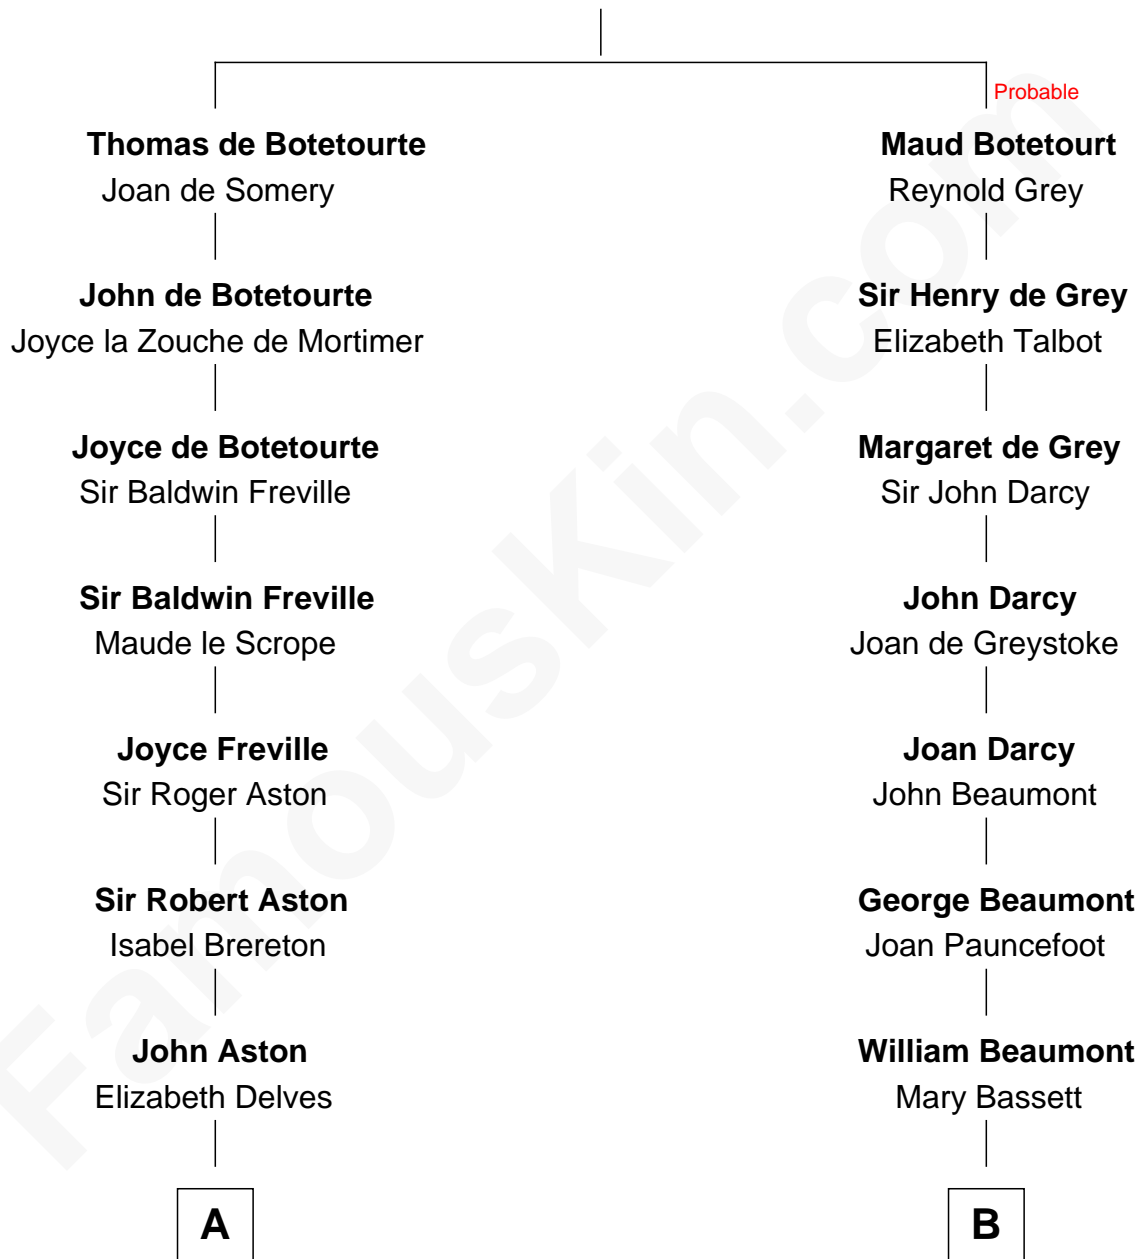 Probable
Thomas de Botetourte
Joan de Somery
Maud Botetourt
Reynold Grey
John de Botetourte
Joyce la Zouche de Mortimer
Sir Henry de Grey
Elizabeth Talbot
Joyce de Botetourte
Sir Baldwin Freville
Margaret de Grey
Sir John Darcy
Sir Baldwin Freville
Maude le Scrope
John Darcy
Joan de Greystoke
Joyce Freville
Sir Roger Aston
Joan Darcy
John Beaumont
Sir Robert Aston
Isabel Brereton
George Beaumont
Joan Pauncefoot
John Aston
Elizabeth Delves
William Beaumont
Mary Bassett
A
B
FamousKin.com